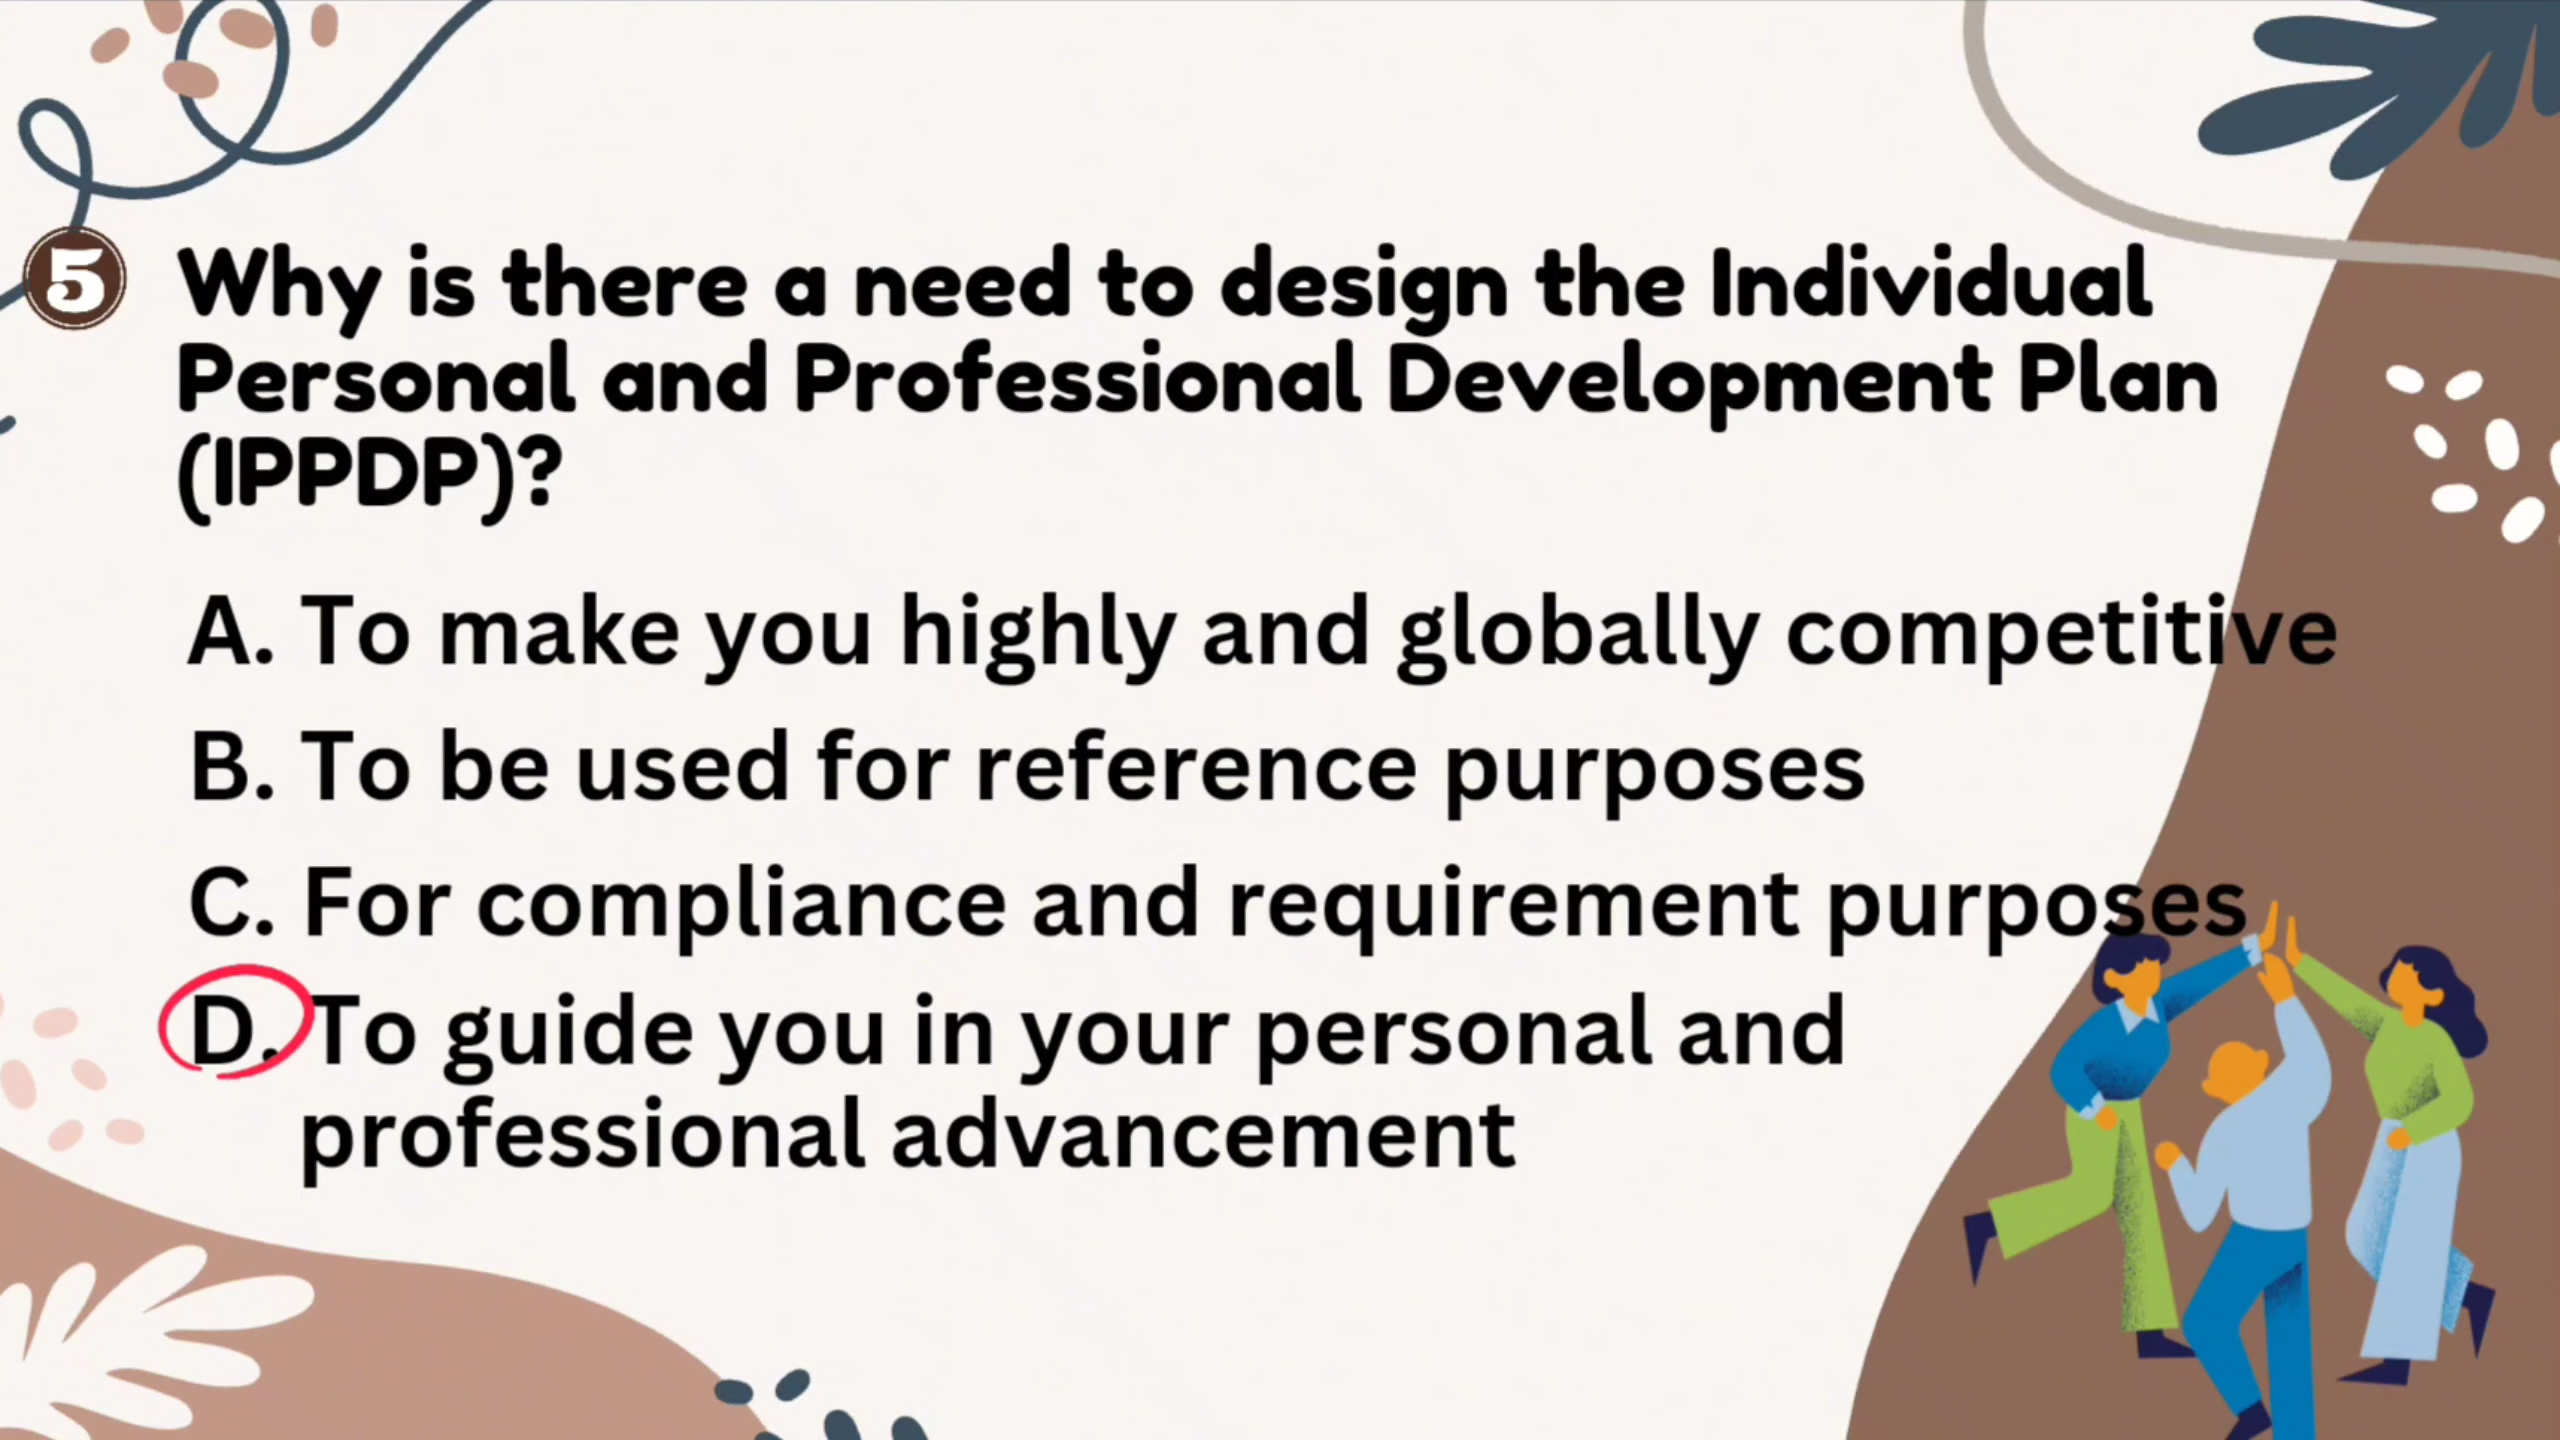 5 Why is there a need to design the Individual
Personal and Professional Development Plan
(IPPDP)?
A. To make you highly and globally competitive
B. To be used for reference purposes
C. For compliance and requirement purposes
D. To guide you in your personal and
professional advancement